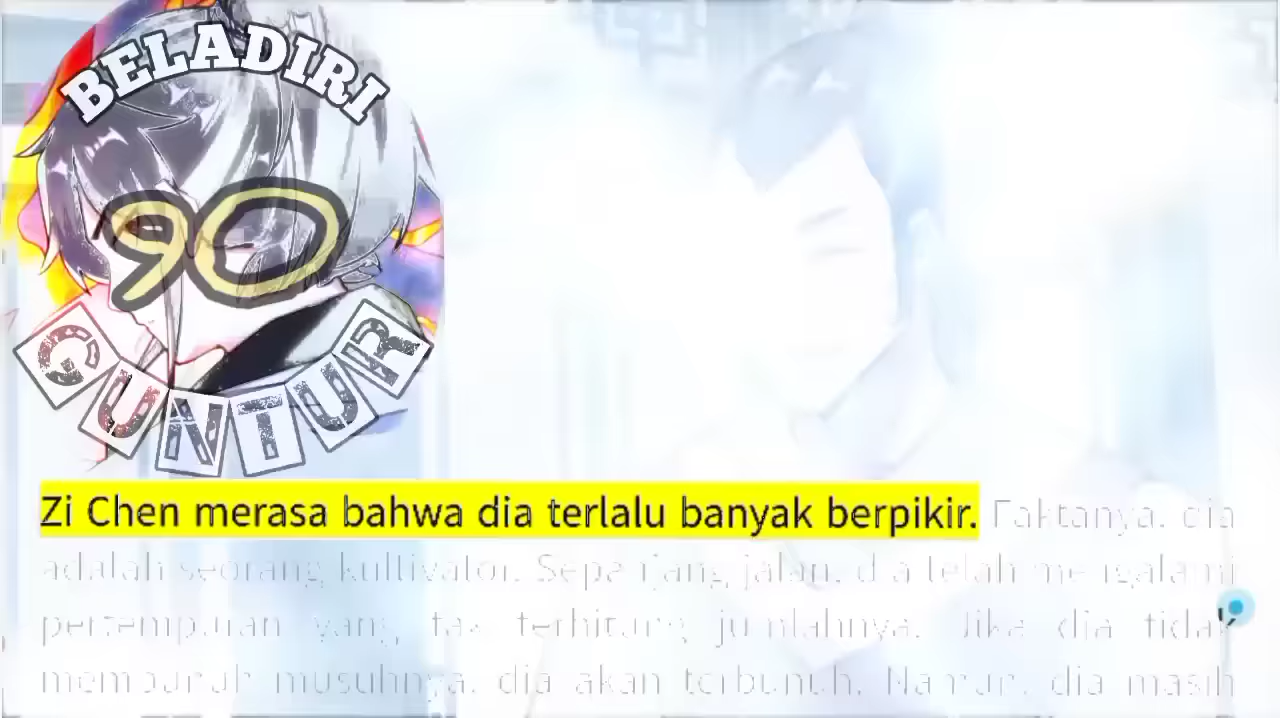 BELADIRI
90
GUNTUR
Zi Chen merasa bahwa dia terlalu banyak berpikir. Faktanya, dia
adalah seorang kultivator. Sepanjang jalan, dia telah mengalami
pertempuran yang tak terhitung jumlahnya. Jika dia tidak
membunuh musuhnya, dia akan terbunuh. Namun, dia masih